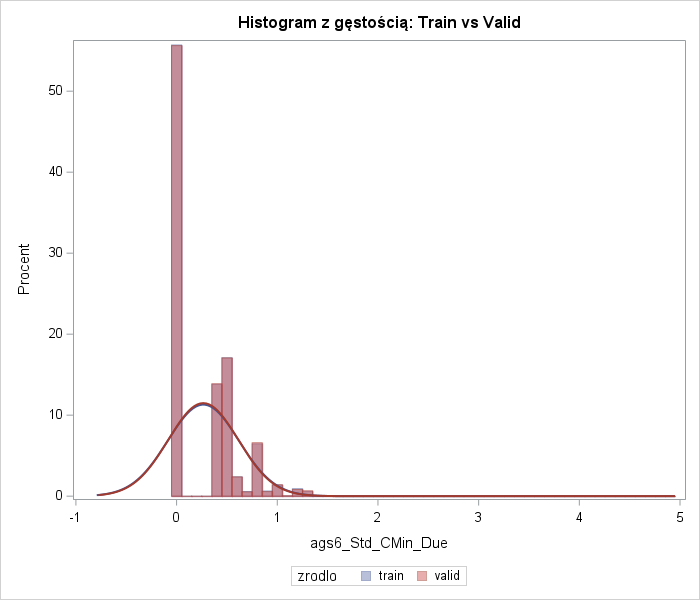 Histogram z gęstością: Train vs Valid
Procent
50
40
30
20
10
0
-1 0 1 2 3 4 5
ags6_Std_CMin_Due
zrodlo train valid